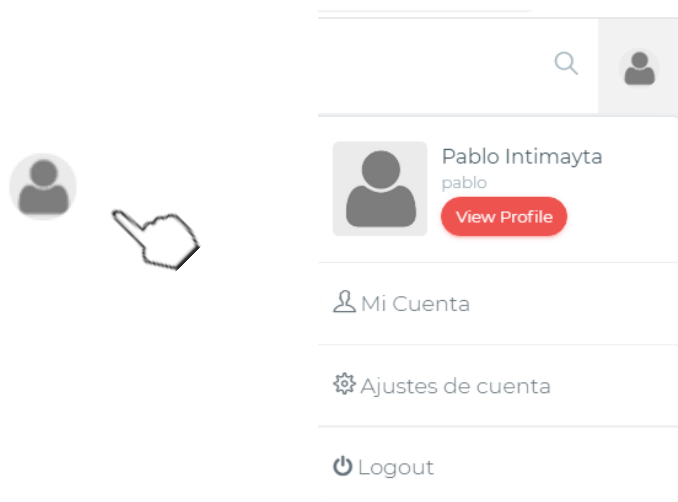 Pablo Intimayta
pablo
View Profile
Mi Cuenta
Ajustes de cuenta
Logout